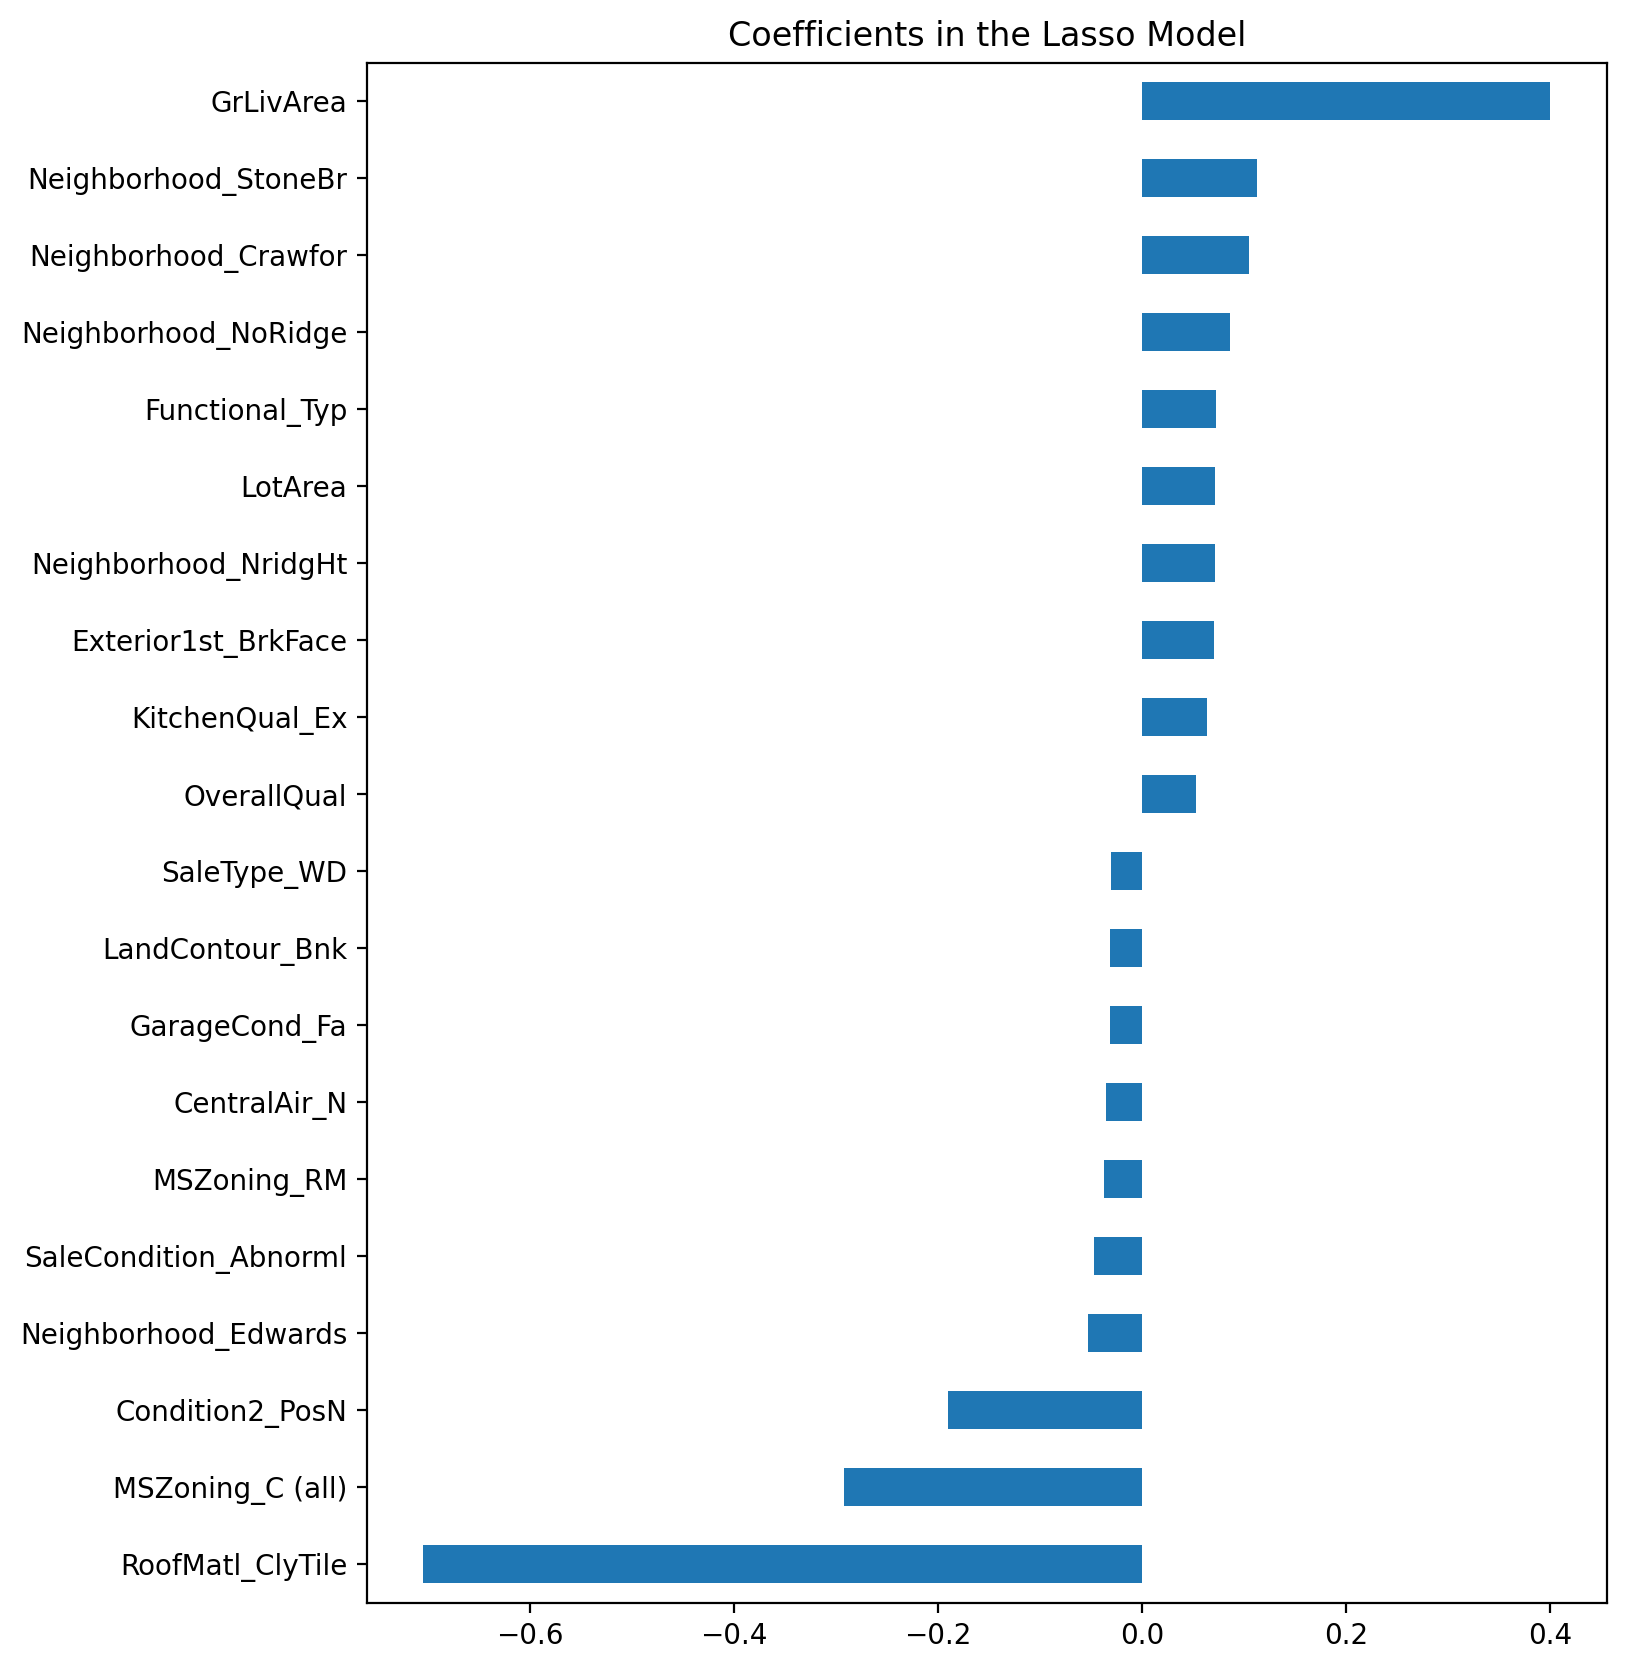 Coefficients in the Lasso Model
GrLivArea
Neighborhood_StoneBr
Neighborhood_Crawfor
Neighborhood_NoRidge
Functional_Typ
LotArea
Neighborhood_NridgHt
Exterior1st_BrkFace
KitchenQual_Ex
OverallQual
SaleType_WD
LandContour_Bnk
GarageCond_Fa
CentralAir_N
MSZoning_RM
SaleCondition_Abnorml
Neighborhood_Edwards
Condition2_PosN
MSZoning_C (all)
RoofMatl_ClyTile
−0.6 −0.4 −0.2 0.0 0.2 0.4